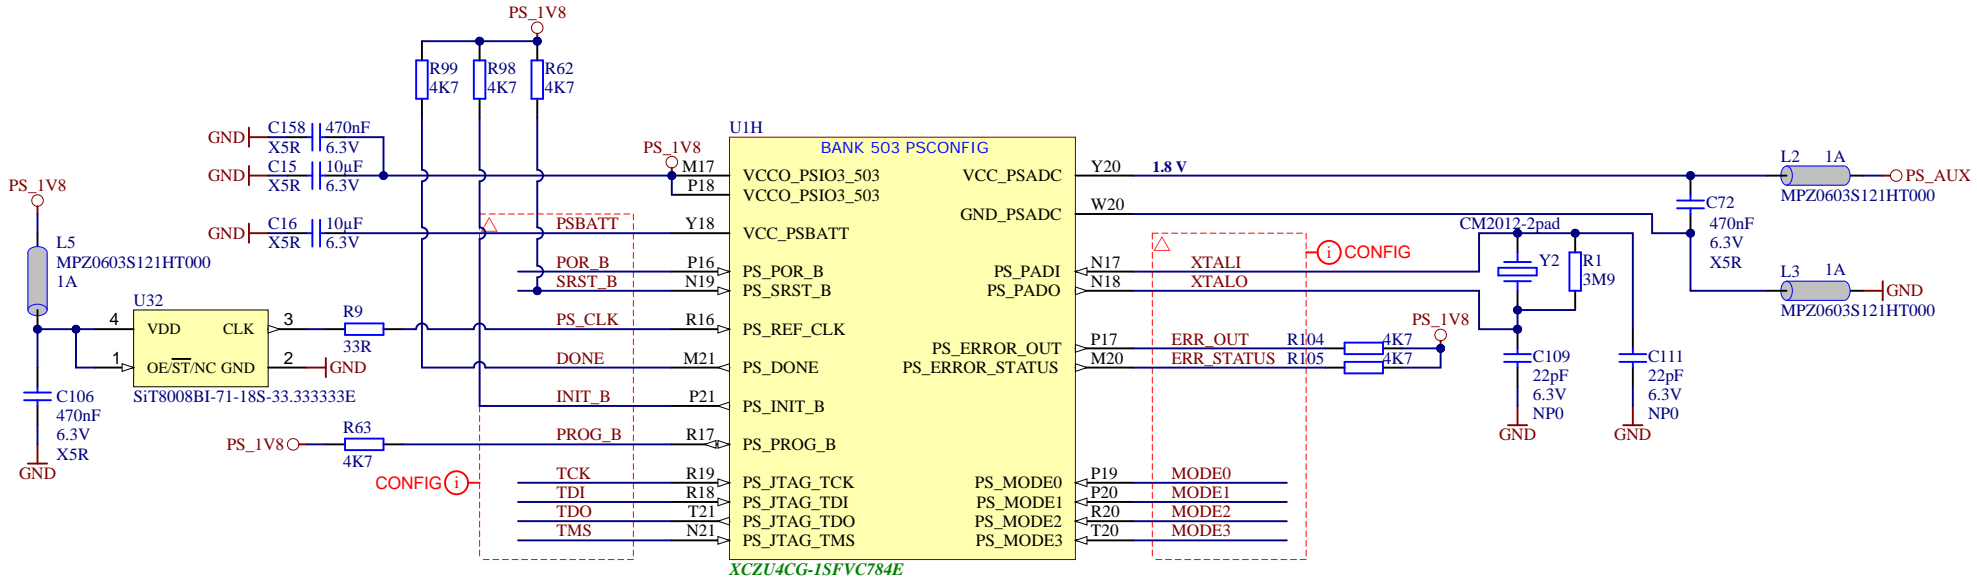 PS_1V8
R99
4K7
R98
4K7
R62
4K7
GND
C158
X5R
470nF
6.3V
GND
C15
X5R
10µF
6.3V
PS_1V8
GND
C16
X5R
10µF
6.3V
PS_1V8
L5
MPZ0603S121HT000
1A
U32
4
VDD
CLK
3
1
OE/ST/NC
GND
2
GND
SiT8008BI-71-18S-33.333333E
C106
470nF
6.3V
X5R
GND
R9
33R
PS_1V8
R63
4K7
CONFIG
i
PSBATT
POR_B
SRST_B
PS_CLK
DONE
INIT_B
PROG_B
TCK
TDI
TDO
TMS
U1H
BANK 503 PSCONFIG
M17
VCCO_PSIO3_503
P18
VCCO_PSIO3_503
Y18
VCC_PSBATT
P16
PS_POR_B
N19
PS_SRST_B
R16
PS_REF_CLK
M21
PS_DONE
P21
PS_INIT_B
R17
PS_PROG_B
R19
PS_JTAG_TCK
R18
PS_JTAG_TDI
T21
PS_JTAG_TDO
N21
PS_JTAG_TMS
VCC_PSADC
Y20
1.8 V
GND_PSADC
W20
PS_PADI
N17
XTALI
PS_PADO
N18
XTALO
PS_ERROR_OUT
P17
ERR_OUT
R104
4K7
PS_ERROR_STATUS
M20
ERR_STATUS
R105
4K7
PS_1V8
PS_MODE0
P19
MODE0
PS_MODE1
P20
MODE1
PS_MODE2
R20
MODE2
PS_MODE3
T20
MODE3
XCZU4CG-1SFVC784E
i
CONFIG
CM2012-2pad
Y2
R1
3M9
C109
22pF
6.3V
NP0
GND
C111
22pF
6.3V
NP0
GND
L2
1A
MPZ0603S121HT000
PS_AUX
C72
470nF
6.3V
X5R
L3
1A
MPZ0603S121HT000
GND